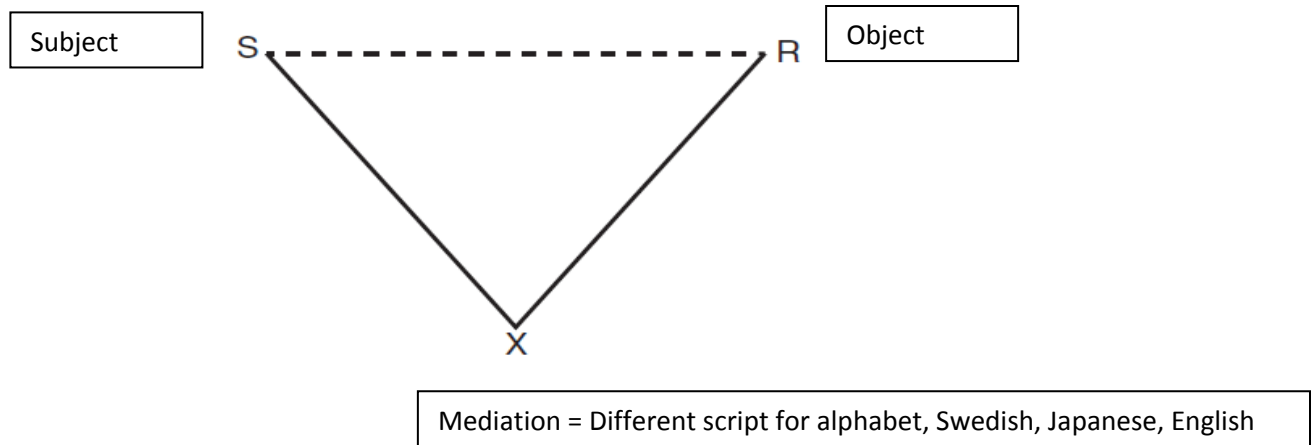 Subject
S
R
Object
X
Mediation = Different script for alphabet, Swedish, Japanese, English